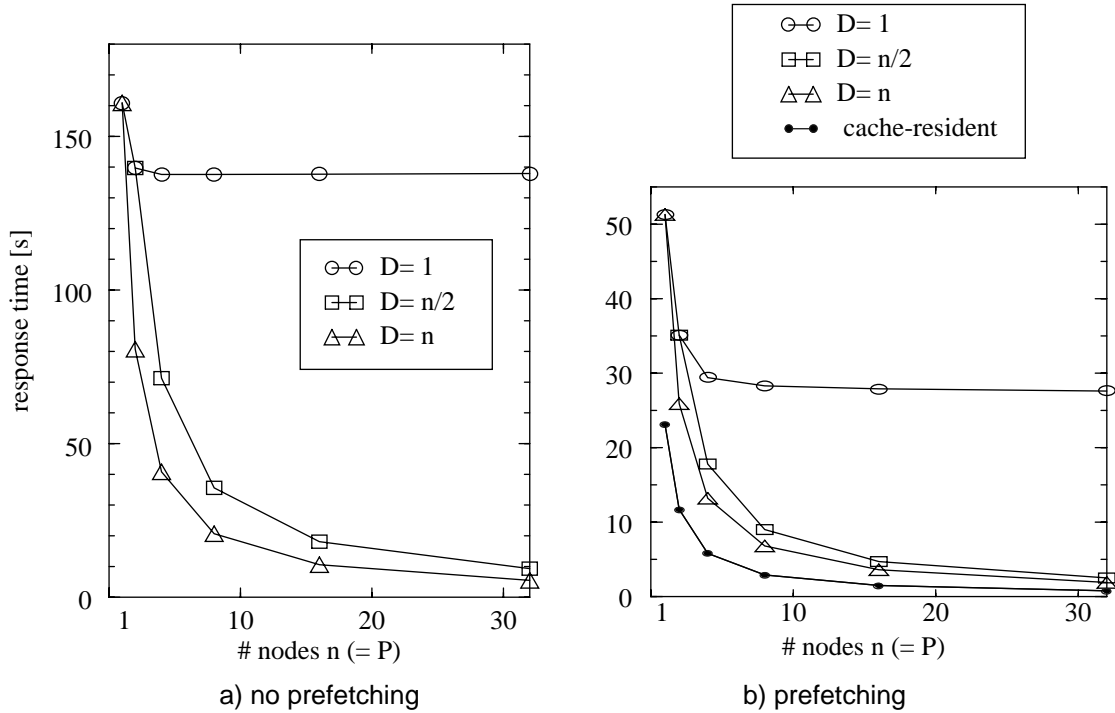 150
100
50
0
response time [s]
1
10
20
30
# nodes n (= P)
D= 1
D= n/2
D= n
a) no prefetching
D= 1
D= n/2
D= n
cache-resident
50
40
30
20
10
0
1
10
20
30
# nodes n (= P)
b) prefetching